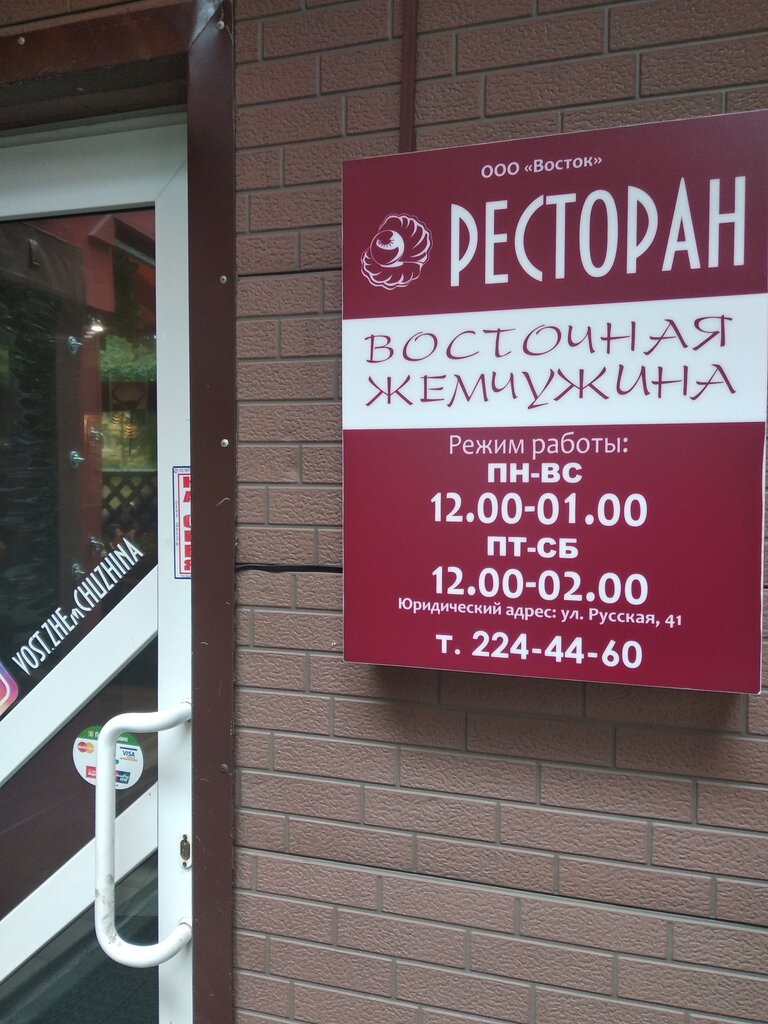 ООО «Восток»
РЕСТОРАН
ВОСТОЧНАЯ
ЖЕМЧУЖИНА
Режим работы:
ПН-ВС
12.00-01.00
ПТ-СБ
12.00-02.00
Юридический адрес: ул. Русская, 41
т. 224-44-60
VOST.ZHEmCHUZHINA
VISA